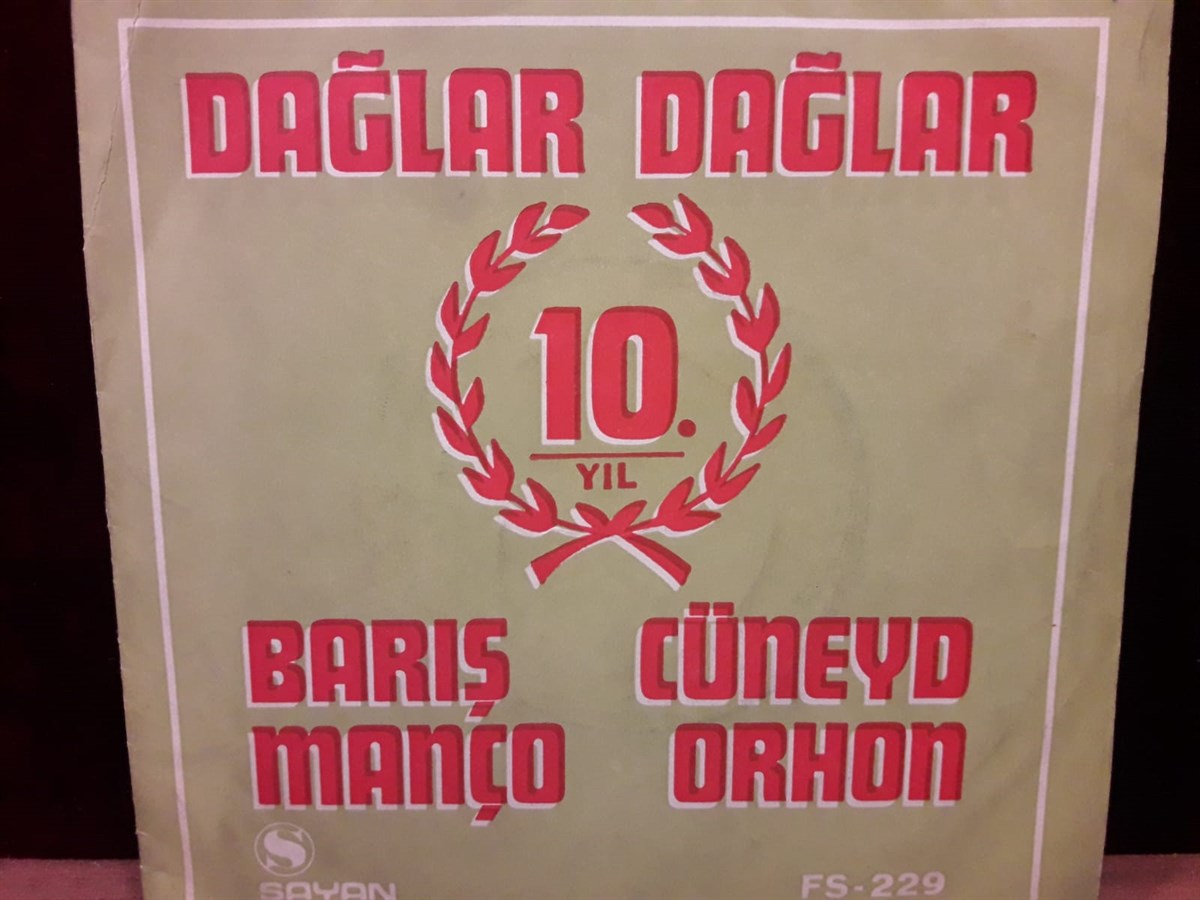 DAĞLAR DAĞLAR
10.
YIL
BARIŞ MANÇO
CÜNEYD ORHON
S
SAYAN
FS-229